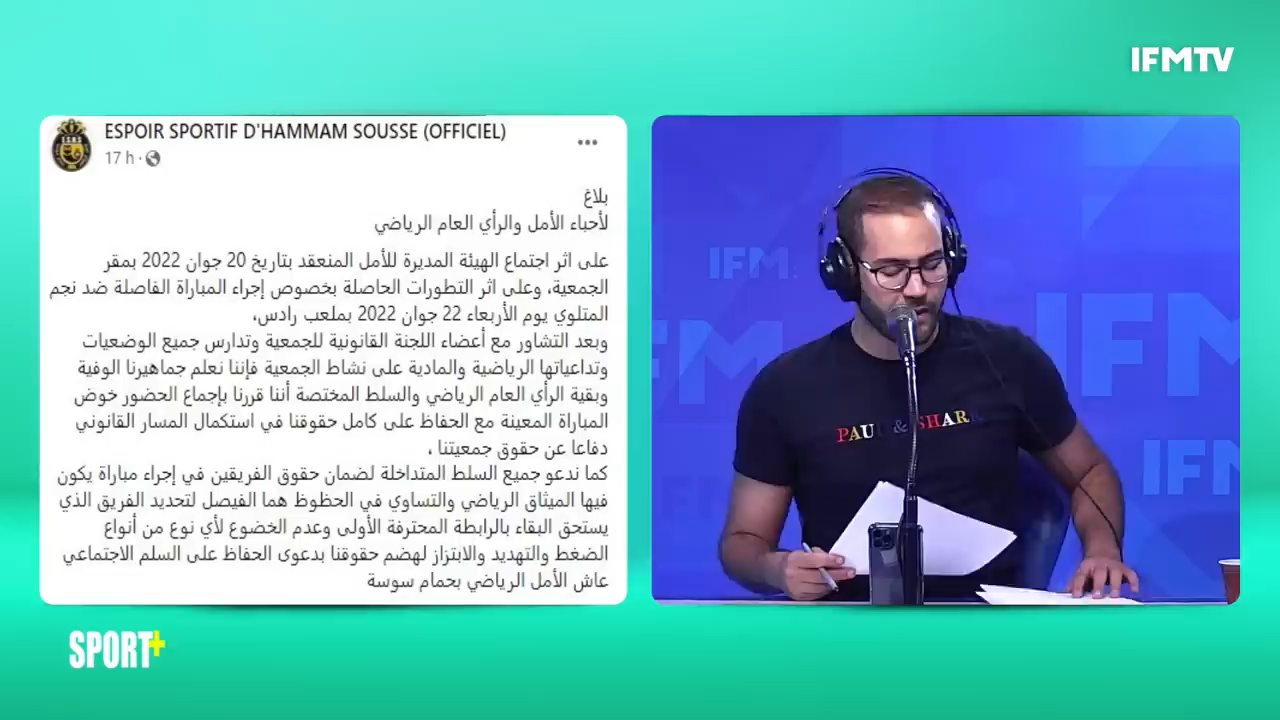 IFMTV
ESPOIR SPORTIF D'HAMMAM SOUSSE (OFFICIEL)
17 h
بلاغ
لأحباء الأمل والرأي العام الرياضي
على اثر اجتماع الهيئة المديرة للأمل المنعقد بتاريخ 20 جوان 2022 بمقر
الجمعية، وعلى اثر التطورات الحاصلة بخصوص إجراء المباراة الفاصلة ضد نجم
المتلوي يوم الأربعاء 22 جوان 2022 بملعب رادس،
وبعد التشاور مع أعضاء اللجنة القانونية للجمعية وتدارس جميع الوضعيات
وتداعياتها الرياضية والمادية على نشاط الجمعية فإننا نعلم جماهيرنا الوفية
وبقية الرأي العام الرياضي والسلط المختصة أننا قررنا بإجماع الحضور خوض
المباراة المعينة مع الحفاظ على كامل حقوقنا في استكمال المسار القانوني
دفاعا عن حقوق جمعيتنا ،
كما ندعو جميع السلط المتداخلة لضمان حقوق الفريقين في إجراء مباراة يكون
فيها الميثاق الرياضي والتساوي في الحظوظ هما الفيصل لتحديد الفريق الذي
يستحق البقاء بالرابطة المحترفة الأولى وعدم الخضوع لأي نوع من أنواع
الضغط والتهديد والابتزاز لهضم حقوقنا بدعوى الحفاظ على السلم الاجتماعي
عاش الأمل الرياضي بحمام سوسة
IFM
IFM
IFM
PAUL & SHARK
SPORT+